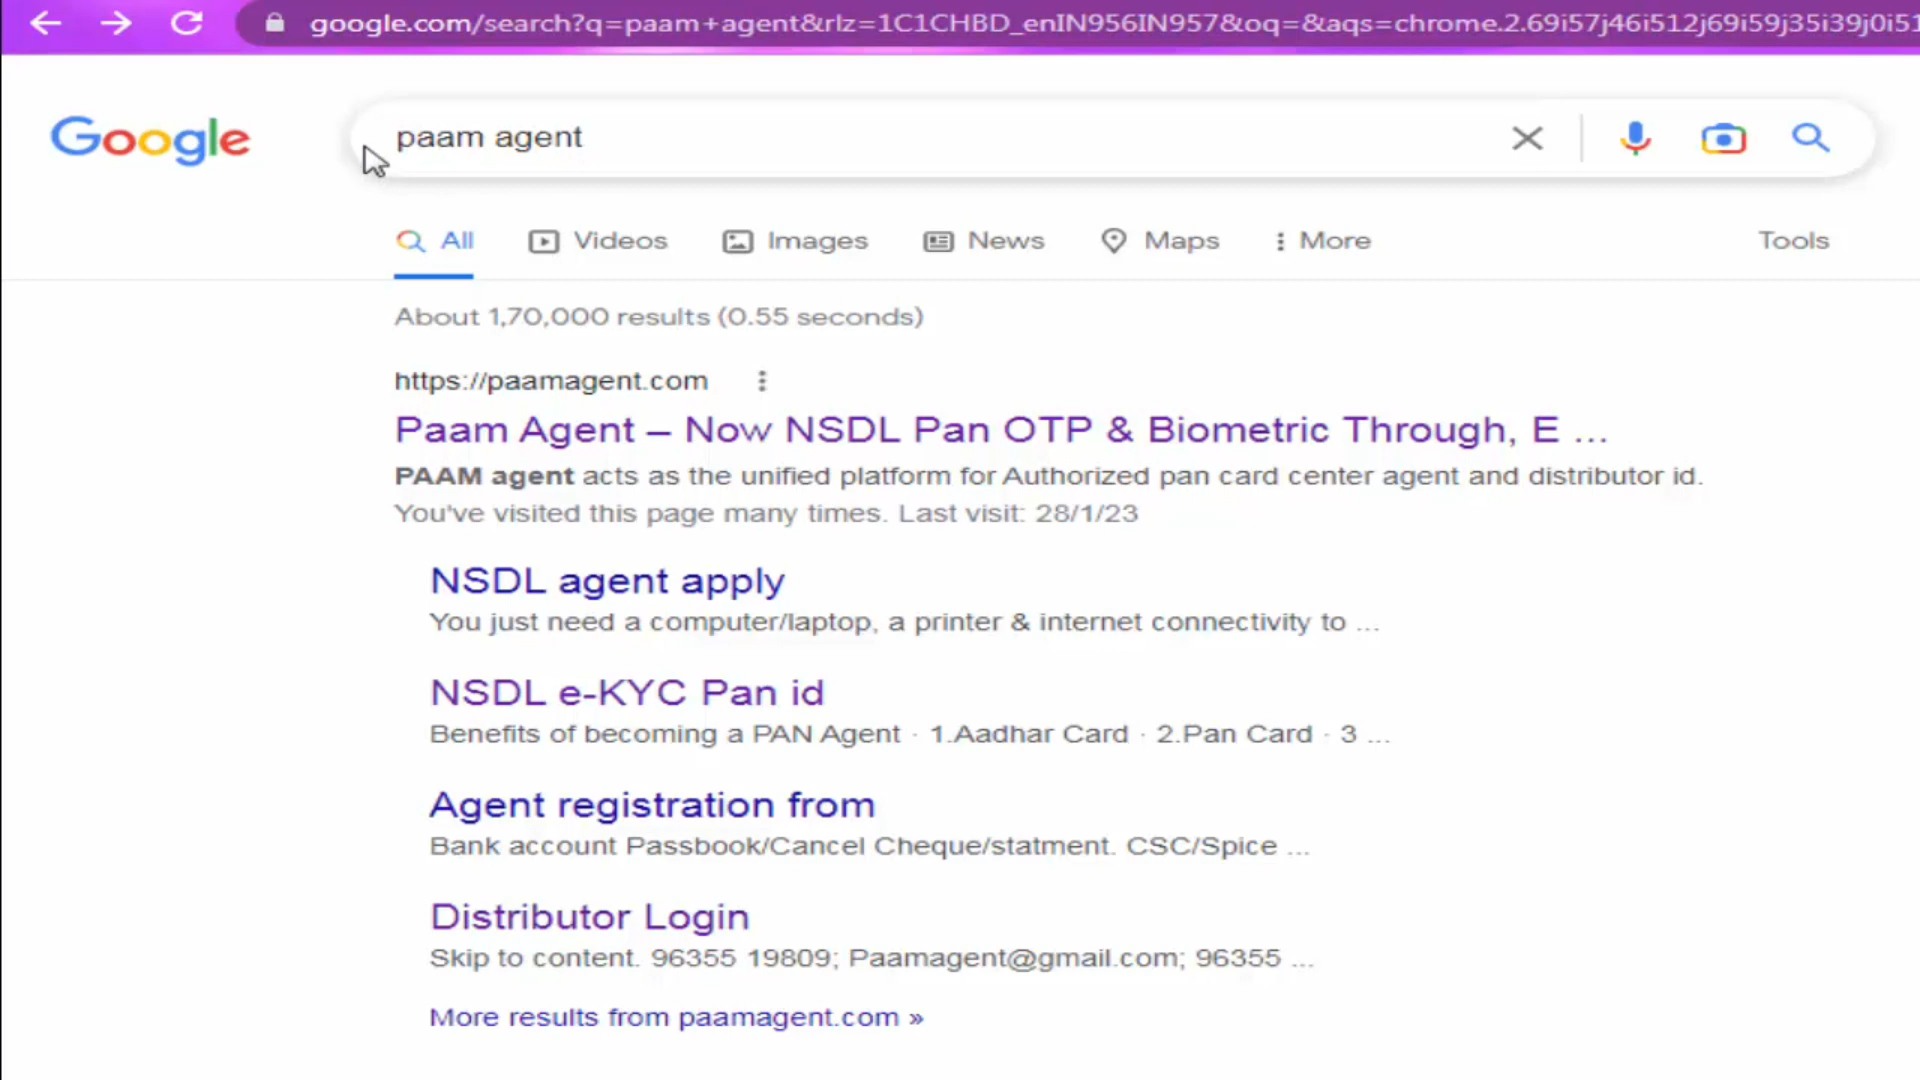 google.com/search?q=paam+agent&rlz=1C1CHBD_enIN956IN957&oq=&aqs=chrome.2.69i57j46i512j69i59j35i39j0i51
Google
paam agent
All Videos Images News Maps More Tools
About 1,70,000 results (0.55 seconds)
https://paamagent.com
Paam Agent – Now NSDL Pan OTP & Biometric Through, E ...
PAAM agent acts as the unified platform for Authorized pan card center agent and distributor id.
You've visited this page many times. Last visit: 28/1/23
NSDL agent apply
You just need a computer/laptop, a printer & internet connectivity to ...
NSDL e-KYC Pan id
Benefits of becoming a PAN Agent · 1.Aadhar Card · 2.Pan Card · 3 ...
Agent registration from
Bank account Passbook/Cancel Cheque/statment. CSC/Spice ...
Distributor Login
Skip to content. 96355 19809; Paamagent@gmail.com; 96355 ...
More results from paamagent.com »